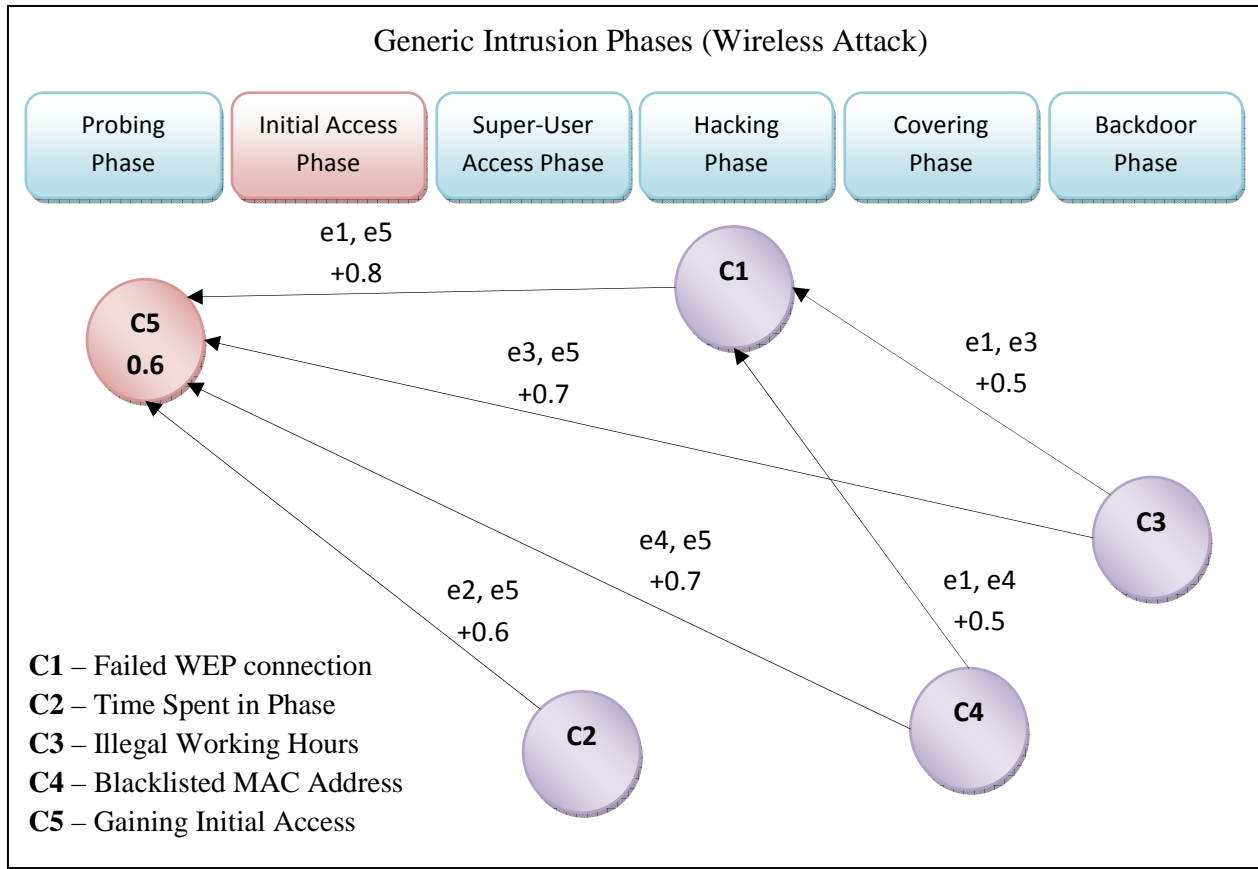 Generic Intrusion Phases (Wireless Attack)
Probing
Phase
Initial Access
Phase
Super-User
Access Phase
Hacking
Phase
Covering
Phase
Backdoor
Phase
e1, e5
+0.8
C1
C5
0.6
e3, e5
+0.7
e1, e3
+0.5
C3
e4, e5
+0.7
e1, e4
+0.5
e2, e5
+0.6
C2
C4
C1 – Failed WEP connection
C2 – Time Spent in Phase
C3 – Illegal Working Hours
C4 – Blacklisted MAC Address
C5 – Gaining Initial Access